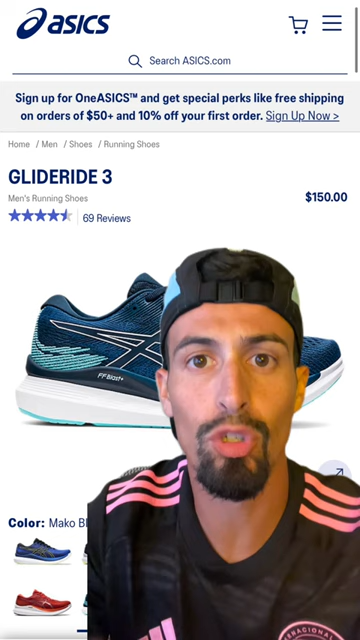 asics
Search ASICS.com
Sign up for OneASICS™ and get special perks like free shipping
on orders of $50+ and 10% off your first order. Sign Up Now >
Home / Men / Shoes / Running Shoes
GLIDERIDE 3
Men's Running Shoes
$150.00
69 Reviews
FF Blast+
Color: Mako Bl